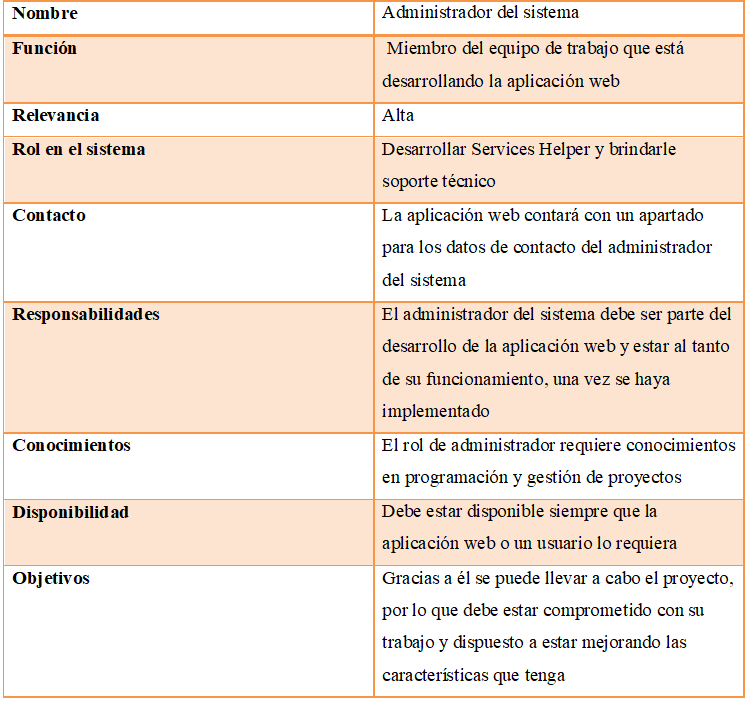 Nombre
Administrador del sistema
Función
Miembro del equipo de trabajo que está
desarrollando la aplicación web
Relevancia
Alta
Rol en el sistema
Desarrollar Services Helper y brindarle
soporte técnico
Contacto
La aplicación web contará con un apartado
para los datos de contacto del administrador
del sistema
Responsabilidades
El administrador del sistema debe ser parte del
desarrollo de la aplicación web y estar al tanto
de su funcionamiento, una vez se haya
implementado
Conocimientos
El rol de administrador requiere conocimientos
en programación y gestión de proyectos
Disponibilidad
Debe estar disponible siempre que la
aplicación web o un usuario lo requiera
Objetivos
Gracias a él se puede llevar a cabo el proyecto,
por lo que debe estar comprometido con su
trabajo y dispuesto a estar mejorando las
características que tenga